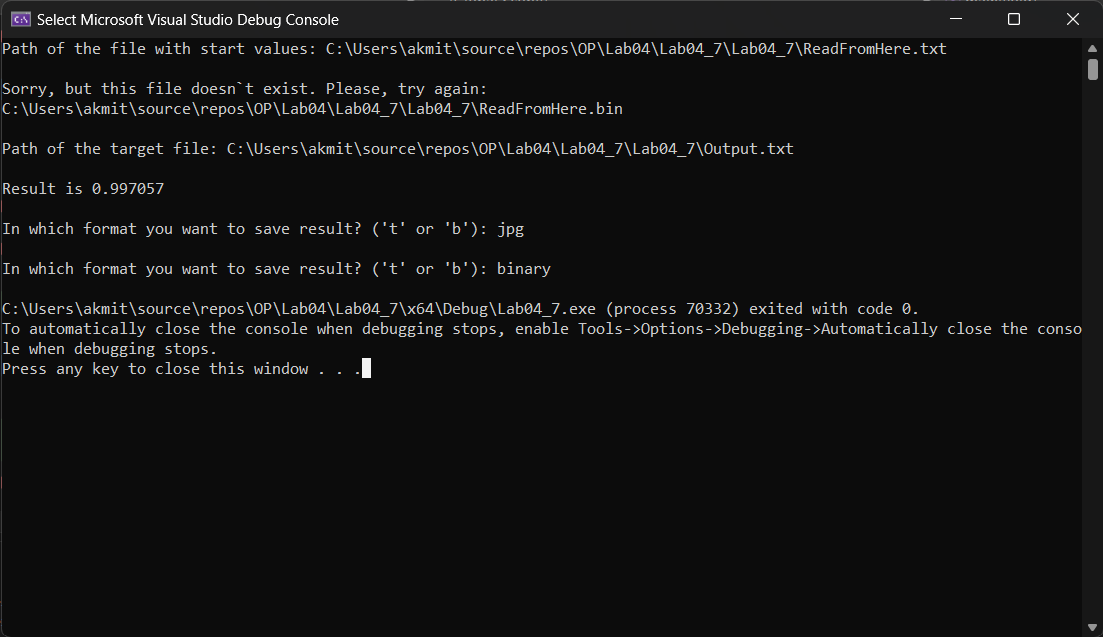 C:\ Select Microsoft Visual Studio Debug Console
Path of the file with start values: C:\Users\akmit\source\repos\OP\Lab04\Lab04_7\Lab04_7\ReadFromHere.txt
Sorry, but this file doesn`t exist. Please, try again:
C:\Users\akmit\source\repos\OP\Lab04\Lab04_7\Lab04_7\ReadFromHere.bin
Path of the target file: C:\Users\akmit\source\repos\OP\Lab04\Lab04_7\Lab04_7\Output.txt
Result is 0.997057
In which format you want to save result? ('t' or 'b'): jpg
In which format you want to save result? ('t' or 'b'): binary
C:\Users\akmit\source\repos\OP\Lab04\Lab04_7\x64\Debug\Lab04_7.exe (process 70332) exited with code 0.
To automatically close the console when debugging stops, enable Tools->Options->Debugging->Automatically close the conso
le when debugging stops.
Press any key to close this window . . .